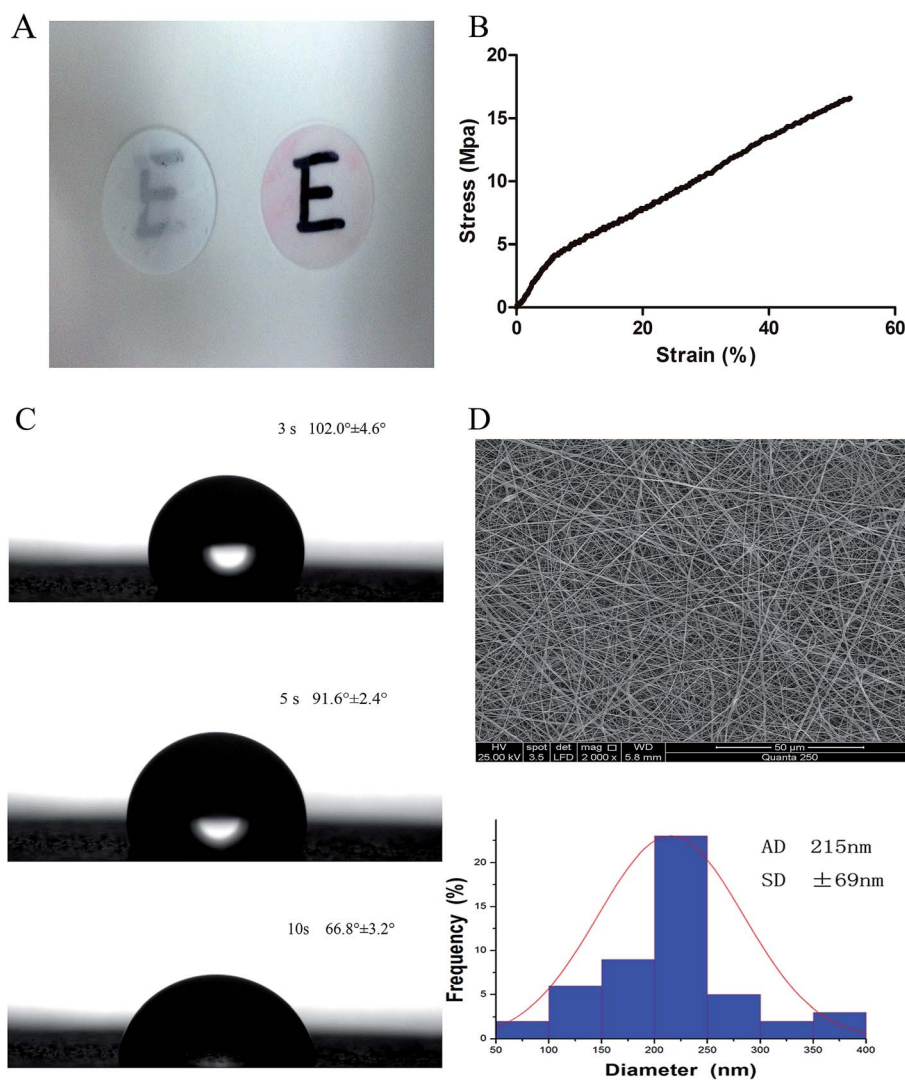 A
E E
B
20
15
10
5
0
Stress (Mpa)
0 20 40 60
Strain (%)
C
3 s 102.0°±4.6°
5 s 91.6°±2.4°
10s 66.8°±3.2°
D
HV spot det mag WD 50 µm
25.00 kV 3.5 LFD 2 000 x 5.8 mm Quanta 250
AD 215nm
SD ±69nm
20
15
10
5
0
Frequency (%)
50 100 150 200 250 300 350 400
Diameter (nm)